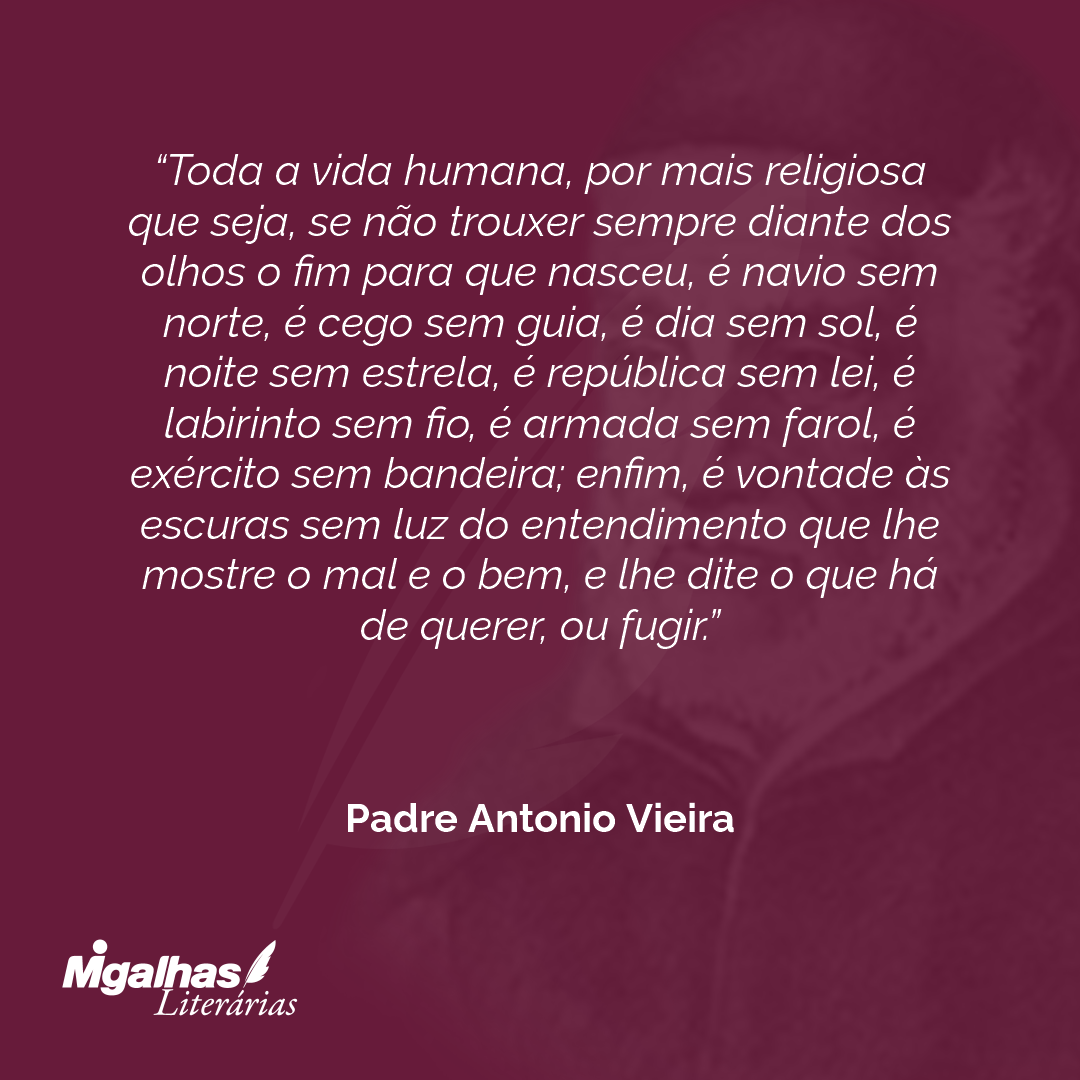 “Toda a vida humana, por mais religiosa
que seja, se não trouxer sempre diante dos
olhos o fim para que nasceu, é navio sem
norte, é cego sem guia, é dia sem sol, é
noite sem estrela, é república sem lei, é
labirinto sem fio, é armada sem farol, é
exército sem bandeira; enfim, é vontade às
escuras sem luz do entendimento que lhe
mostre o mal e o bem, e lhe dite o que há
de querer, ou fugir.”
Padre Antonio Vieira
Migalhas
Literárias